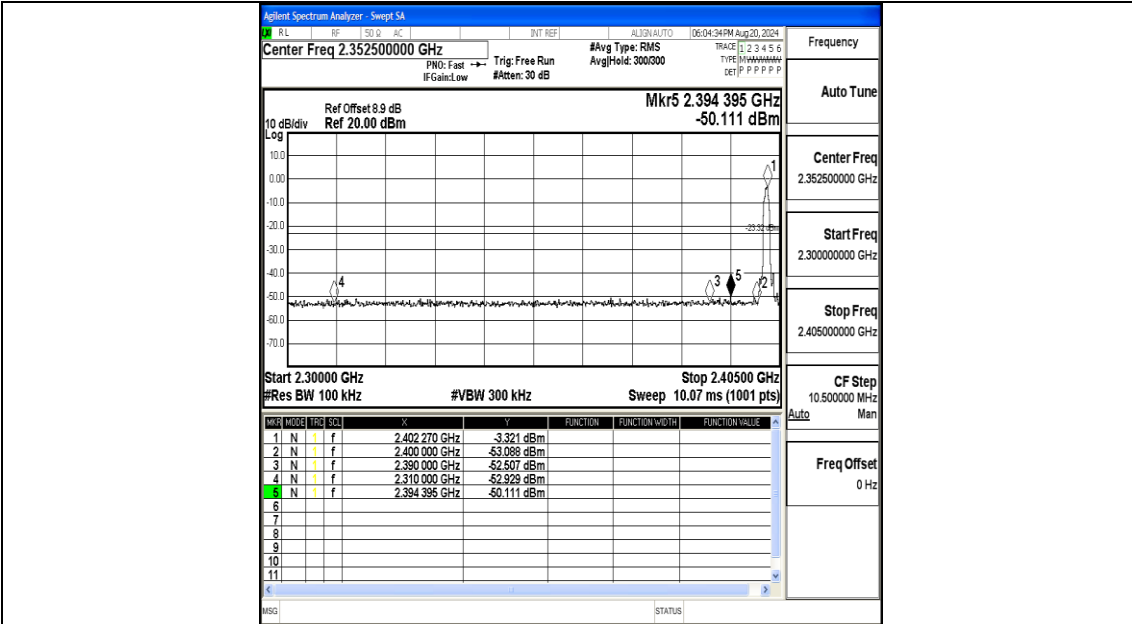 Agilent Spectrum Analyzer - Swept SA
RL RF 50 Ω AC INT REF ALIGN AUTO 06:04:34 PM Aug 20, 2024
Center Freq 2.352500000 GHz
PNO: Fast
IFGain:Low
Trig: Free Run
#Atten: 30 dB
#Avg Type: RMS
Avg|Hold: 300/300
TRACE 1 2 3 4 5 6
TYPE MWWWWW
DET P P P P P P
Ref Offset 8.9 dB
Ref 20.00 dBm
10 dB/div
Log
Mkr5 2.394 395 GHz
-50.111 dBm
10.0
0.00
-10.0
-20.0
-30.0
-40.0
-50.0
-60.0
-70.0
1
-23.32 dBm
4
3
5
2
Start 2.30000 GHz Stop 2.40500 GHz
#Res BW 100 kHz #VBW 300 kHz Sweep 10.07 ms (1001 pts)
MKR MODE TRC SCL X Y FUNCTION FUNCTION WIDTH FUNCTION VALUE
1 N 1 f 2.402 270 GHz -3.321 dBm
2 N 1 f 2.400 000 GHz -53.088 dBm
3 N 1 f 2.390 000 GHz -52.507 dBm
4 N 1 f 2.310 000 GHz -52.929 dBm
5 N 1 f 2.394 395 GHz -50.111 dBm
6
7
8
9
10
11
MSG STATUS
Frequency
Auto Tune
Center Freq
2.352500000 GHz
Start Freq
2.300000000 GHz
Stop Freq
2.405000000 GHz
CF Step
10.500000 MHz
Auto Man
Freq Offset
0 Hz